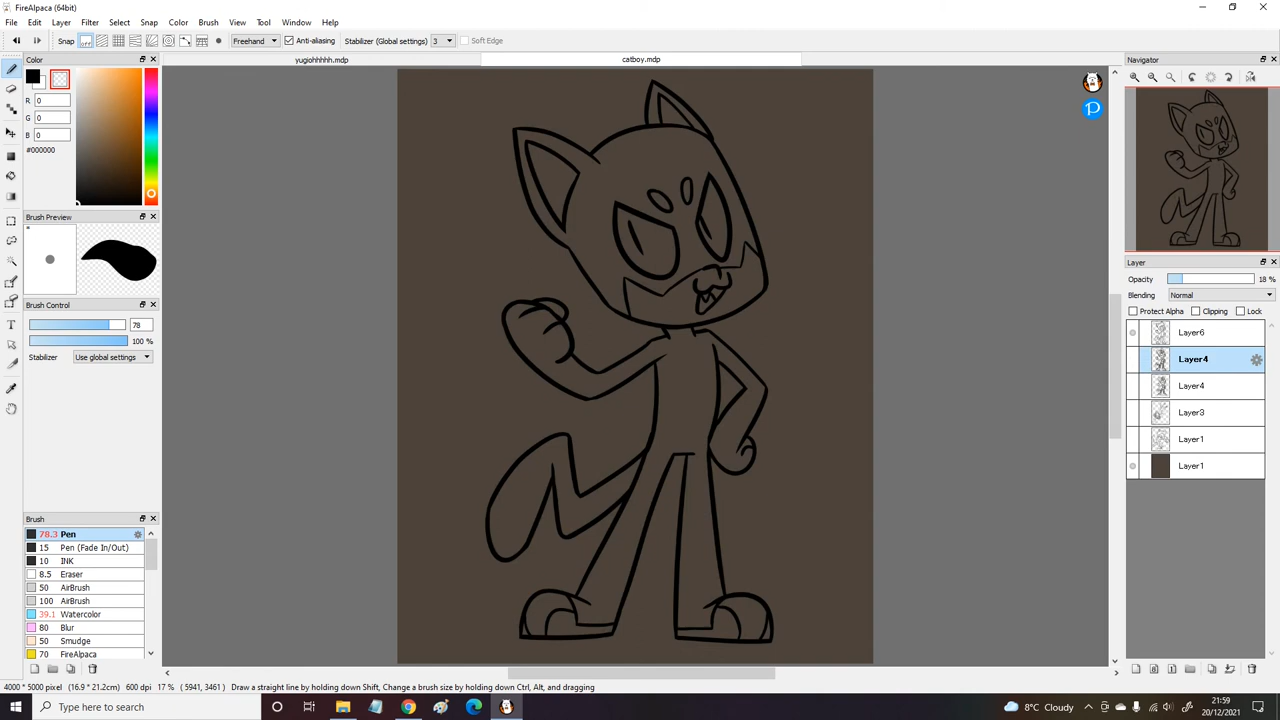 FireAlpaca (64bit)
File Edit Layer Filter Select Snap Color Brush View Tool Window Help
Snap OFF Freehand Anti-aliasing Stabilizer (Global settings) 3 Soft Edge
yugiohhhhh.mdp catboy.mdp
Color
R 0
G 0
B 0
#000000
Brush Preview
Brush Control
78
100 %
Stabilizer Use global settings
Brush
78.3 Pen
15 Pen (Fade In/Out)
10 INK
8.5 Eraser
50 AirBrush
100 AirBrush
39.1 Watercolor
80 Blur
50 Smudge
70 FireAlpaca
Navigator
Layer
Opacity 18 %
Blending Normal
Protect Alpha Clipping Lock
Layer6
Layer4
Layer4
Layer3
Layer1
Layer1
4000 * 5000 pixel (16.9 * 21.2cm) 600 dpi 17 % ( 5941, 3461 ) Draw a straight line by holding down Shift, Change a brush size by holding down Ctrl, Alt, and dragging
Type here to search
8°C Cloudy
21:59
20/12/2021